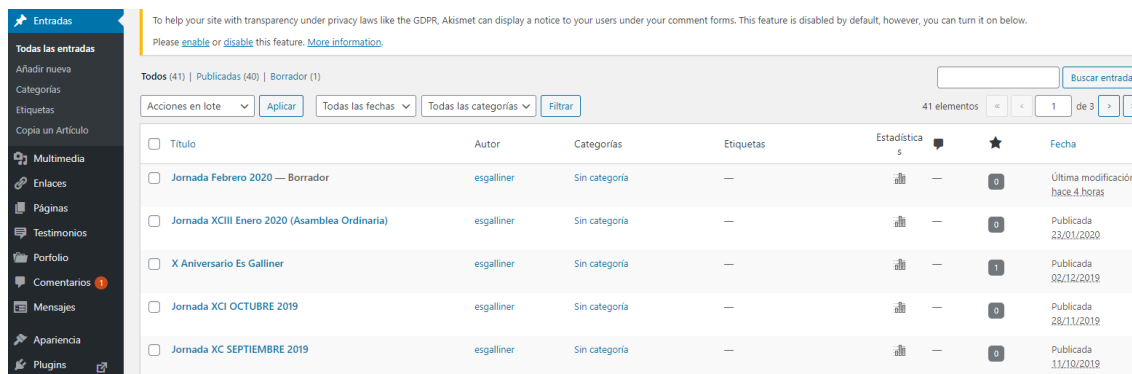 Entradas
Todas las entradas
Añadir nueva
Categorías
Etiquetas
Copia un Artículo
Multimedia
Enlaces
Páginas
Testimonios
Porfolio
Comentarios 1
Mensajes
Apariencia
Plugins
To help your site with transparency under privacy laws like the GDPR, Akismet can display a notice to your users under your comment forms. This feature is disabled by default, however, you can turn it on below.
Please enable or disable this feature. More information.
Todos (41) | Publicadas (40) | Borrador (1)
Buscar entrada
Acciones en lote Aplicar Todas las fechas Todas las categorías Filtrar 41 elementos « ‹ 1 de 3 ›
Título Autor Categorías Etiquetas Estadística
s Fecha
Jornada Febrero 2020 — Borrador esgalliner Sin categoría — — 0 Última modificación
hace 4 horas
Jornada XCIII Enero 2020 (Asamblea Ordinaria) esgalliner Sin categoría — — 0 Publicada
23/01/2020
X Aniversario Es Galliner esgalliner Sin categoría — — 1 Publicada
02/12/2019
Jornada XCI OCTUBRE 2019 esgalliner Sin categoría — — 0 Publicada
28/11/2019
Jornada XC SEPTIEMBRE 2019 esgalliner Sin categoría — — 0 Publicada
11/10/2019